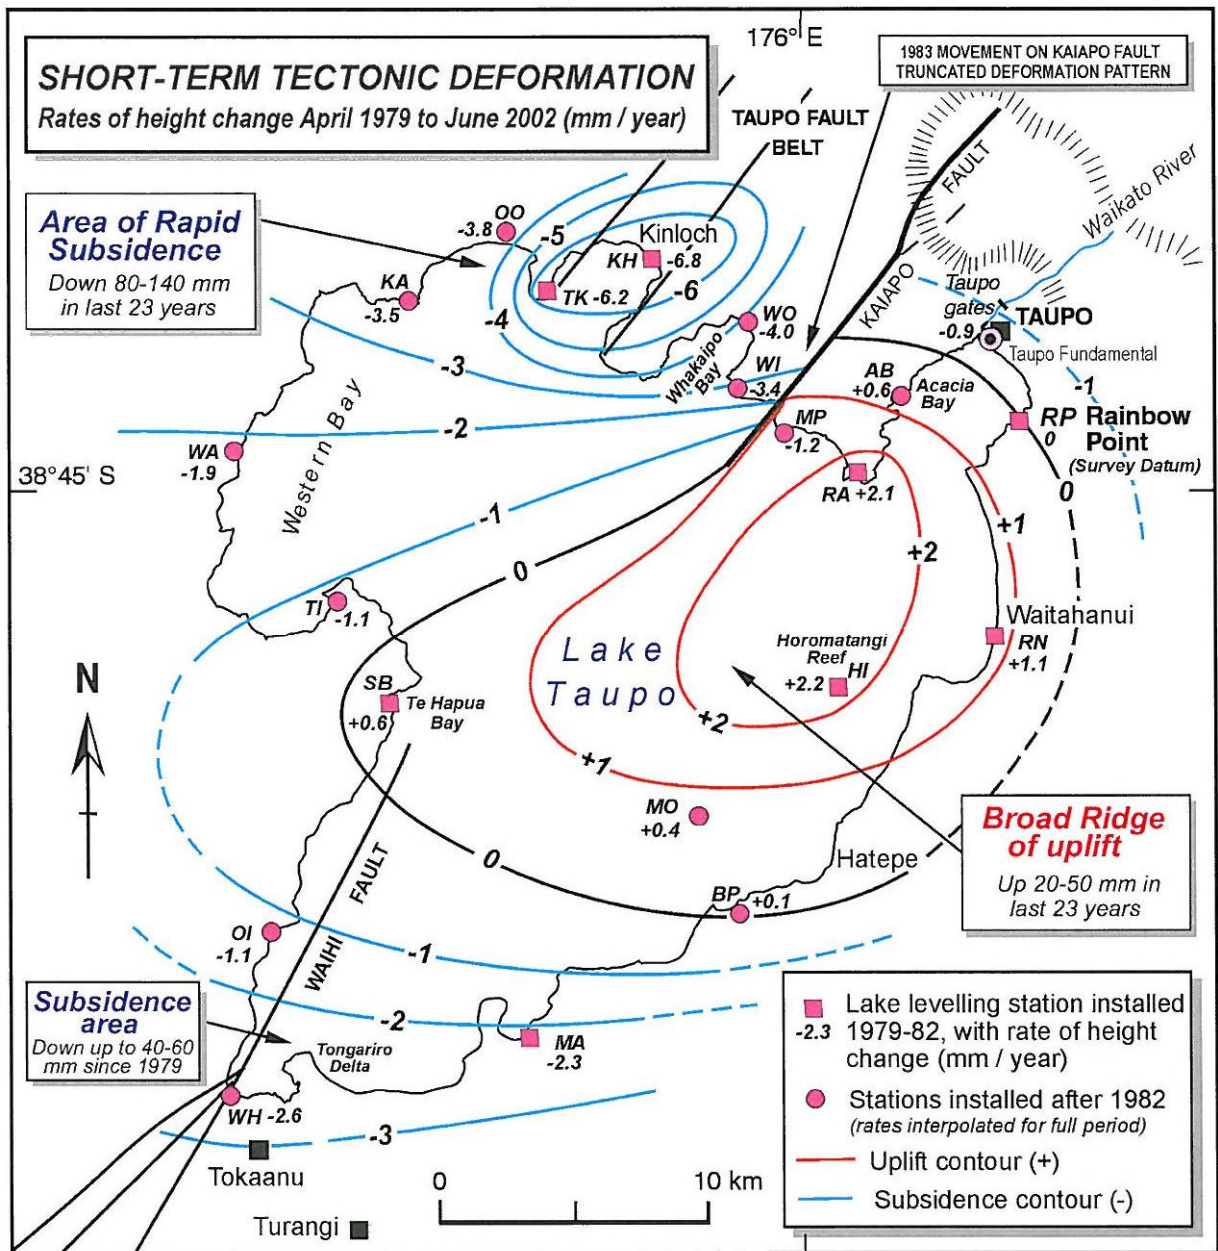 176° E
1983 MOVEMENT ON KAIAPO FAULT
TRUNCATED DEFORMATION PATTERN
SHORT-TERM TECTONIC DEFORMATION
Rates of height change April 1979 to June 2002 (mm / year)
TAUPO FAULT
BELT
FAULT
KAIAPO
Waikato River
Area of Rapid
Subsidence
Down 80-140 mm
in last 23 years
OO
-3.8
-5
Kinloch
KH
-6.8
TK -6.2
-6
KA
-3.5
-4
-3
WO
-4.0
Whakaipo
Bay
WI
-3.4
Taupo
gates
-0.9
TAUPO
Taupo Fundamental
AB
+0.6
Acacia
Bay
-1
RP
0
Rainbow
Point
(Survey Datum)
MP
-1.2
-2
WA
-1.9
38°45' S
Western Bay
RA +2.1
0
-1
+1
+2
0
TI
-1.1
Lake
Taupo
Waitahanui
RN
+1.1
Horomatangi
Reef
HI
+2.2
N
SB
+0.6
Te Hapua
Bay
+2
+1
MO
+0.4
Broad Ridge
of uplift
Up 20-50 mm in
last 23 years
Hatepe
0
BP
+0.1
WAIHI
FAULT
OI
-1.1
-1
Subsidence
area
Down up to 40-60
mm since 1979
-2
Tongariro
Delta
MA
-2.3
WH -2.6
-3
Tokaanu
Turangi
0
10 km
Lake levelling station installed
-2.3 1979-82, with rate of height
change (mm / year)
Stations installed after 1982
(rates interpolated for full period)
Uplift contour (+)
Subsidence contour (-)